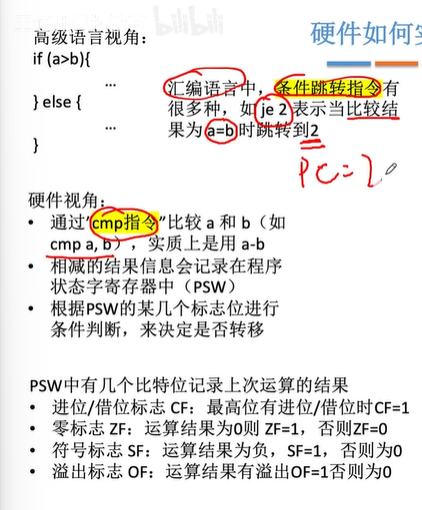 bilibili
高级语言视角：
硬件如何实
if (a>b){
…
} else {
…
}
汇编语言中，条件跳转指令有
很多种，如 je 2 表示当比较结
果为 a=b 时跳转到2
PC=2
硬件视角：
• 通过“cmp指令”比较 a 和 b（如
cmp a, b），实质上是用 a-b
• 相减的结果信息会记录在程序
状态字寄存器中（PSW）
• 根据PSW的某几个标志位进行
条件判断，来决定是否转移
PSW中有几个比特位记录上次运算的结果
• 进位/借位标志 CF：最高位有进位/借位时CF=1
• 零标志 ZF：运算结果为0则 ZF=1，否则ZF=0
• 符号标志 SF：运算结果为负，SF=1，否则为0
• 溢出标志 OF：运算结果有溢出OF=1否则为0